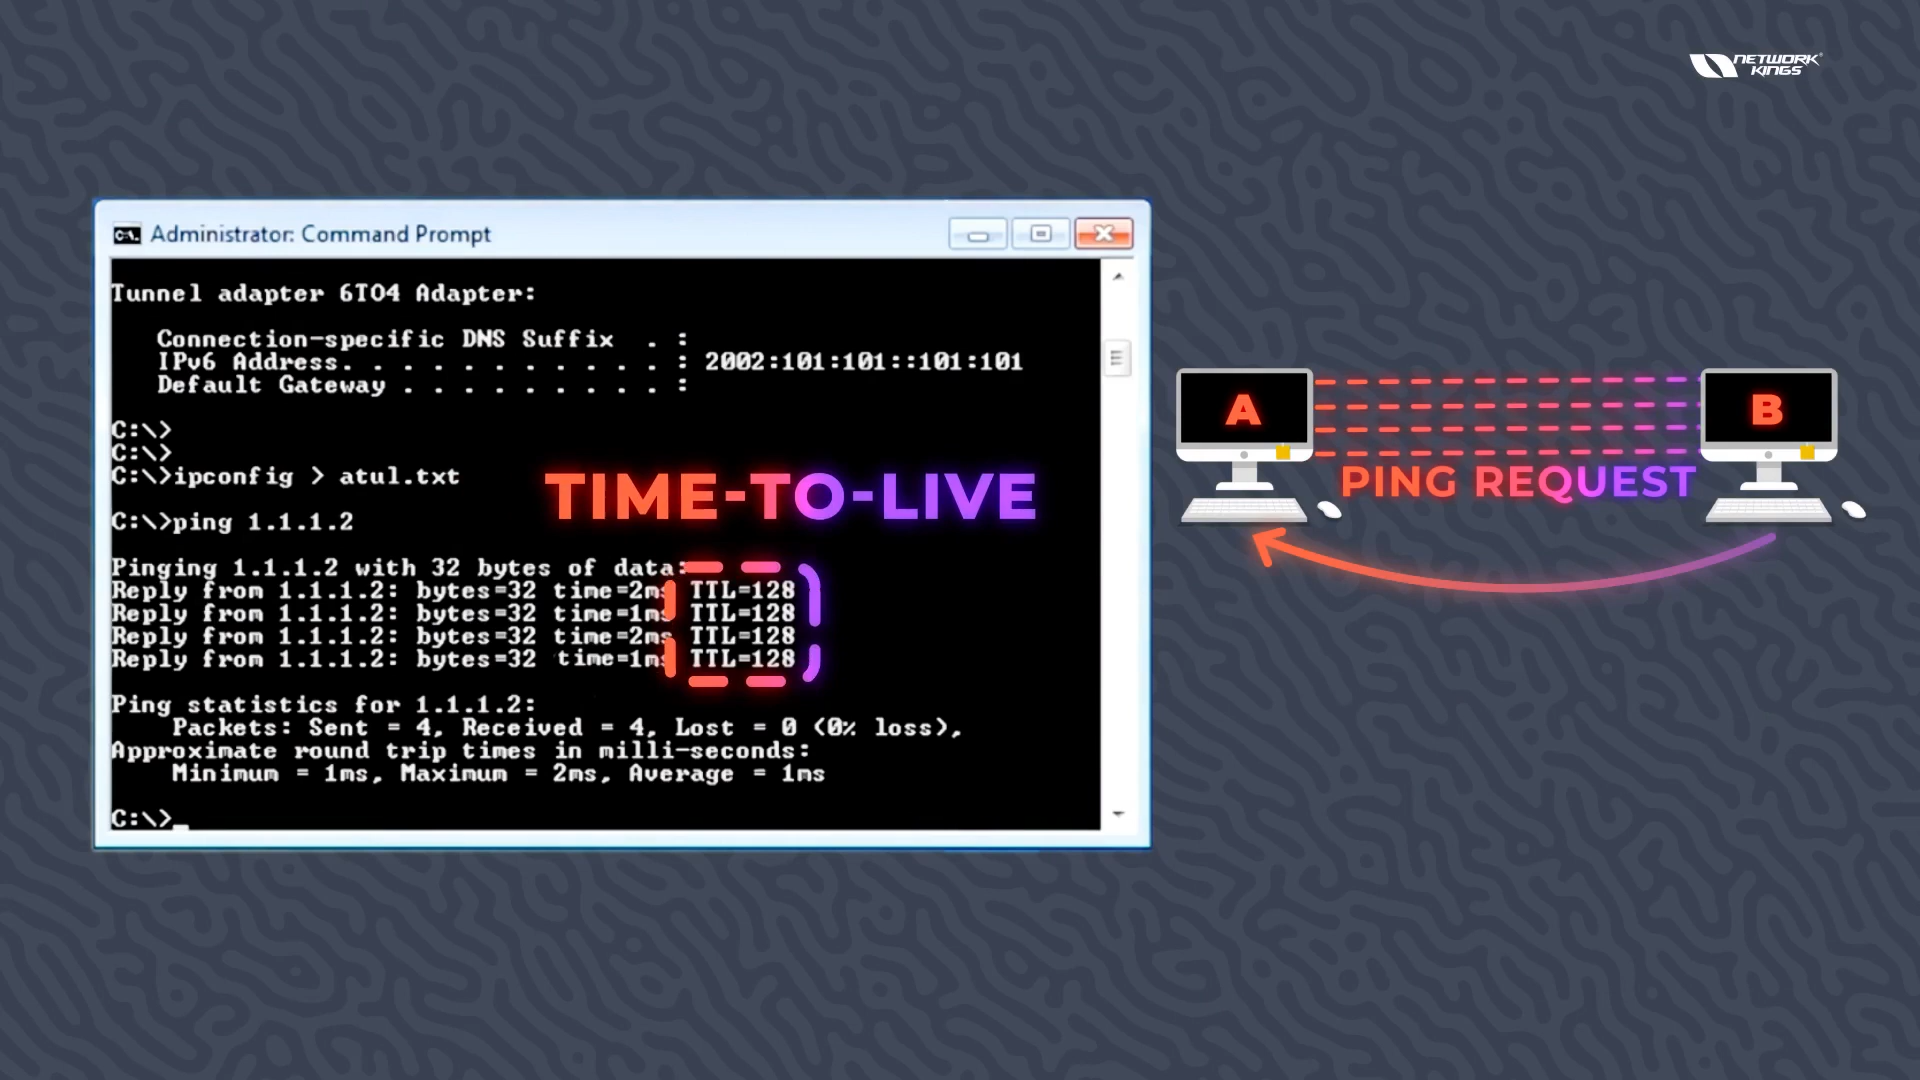 NETWORK
KINGS
Administrator: Command Prompt
Tunnel adapter 6TO4 Adapter:
Connection-specific DNS Suffix . :
IPv6 Address. . . . . . . . . . . : 2002:101:101::101:101
Default Gateway . . . . . . . . . :
C:\>
C:\>
C:\>ipconfig > atul.txt
TIME-TO-LIVE
C:\>ping 1.1.1.2
Pinging 1.1.1.2 with 32 bytes of data:
Reply from 1.1.1.2: bytes=32 time=2ms TTL=128
Reply from 1.1.1.2: bytes=32 time=1ms TTL=128
Reply from 1.1.1.2: bytes=32 time=2ms TTL=128
Reply from 1.1.1.2: bytes=32 time=1ms TTL=128
Ping statistics for 1.1.1.2:
Packets: Sent = 4, Received = 4, Lost = 0 (0% loss),
Approximate round trip times in milli-seconds:
Minimum = 1ms, Maximum = 2ms, Average = 1ms
C:\>_
A
B
PING REQUEST